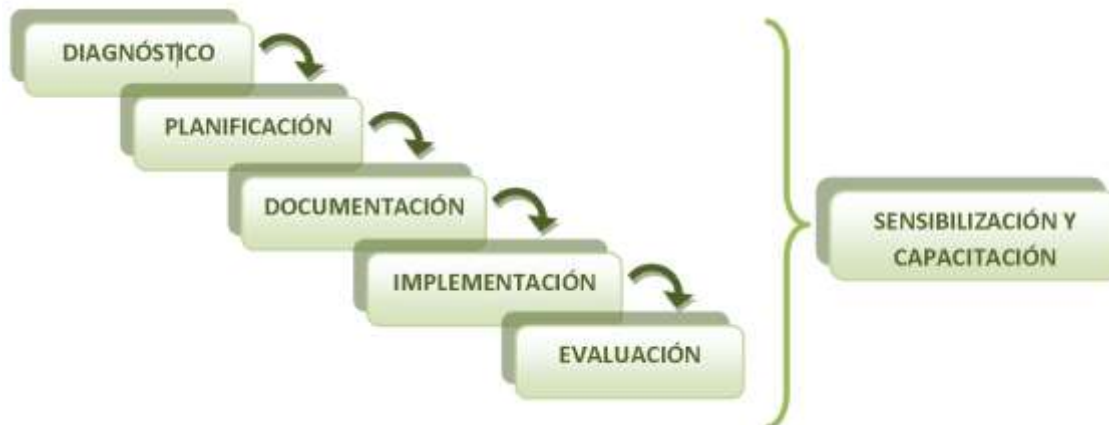 DIAGNÓSTICO
PLANIFICACIÓN
DOCUMENTACIÓN
IMPLEMENTACIÓN
EVALUACIÓN
SENSIBILIZACIÓN Y
CAPACITACIÓN